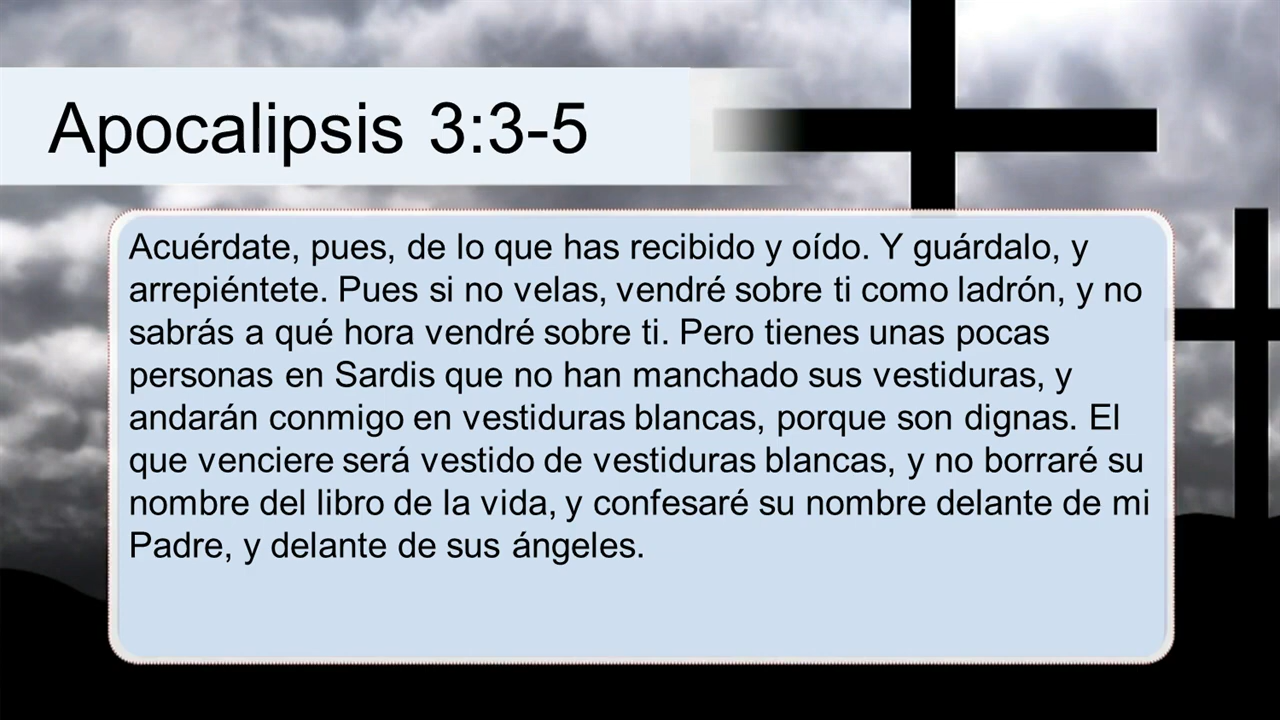 Apocalipsis 3:3-5
Acuérdate, pues, de lo que has recibido y oído. Y guárdalo, y
arrepiéntete. Pues si no velas, vendré sobre ti como ladrón, y no
sabrás a qué hora vendré sobre ti. Pero tienes unas pocas
personas en Sardis que no han manchado sus vestiduras, y
andarán conmigo en vestiduras blancas, porque son dignas. El
que venciere será vestido de vestiduras blancas, y no borraré su
nombre del libro de la vida, y confesaré su nombre delante de mi
Padre, y delante de sus ángeles.